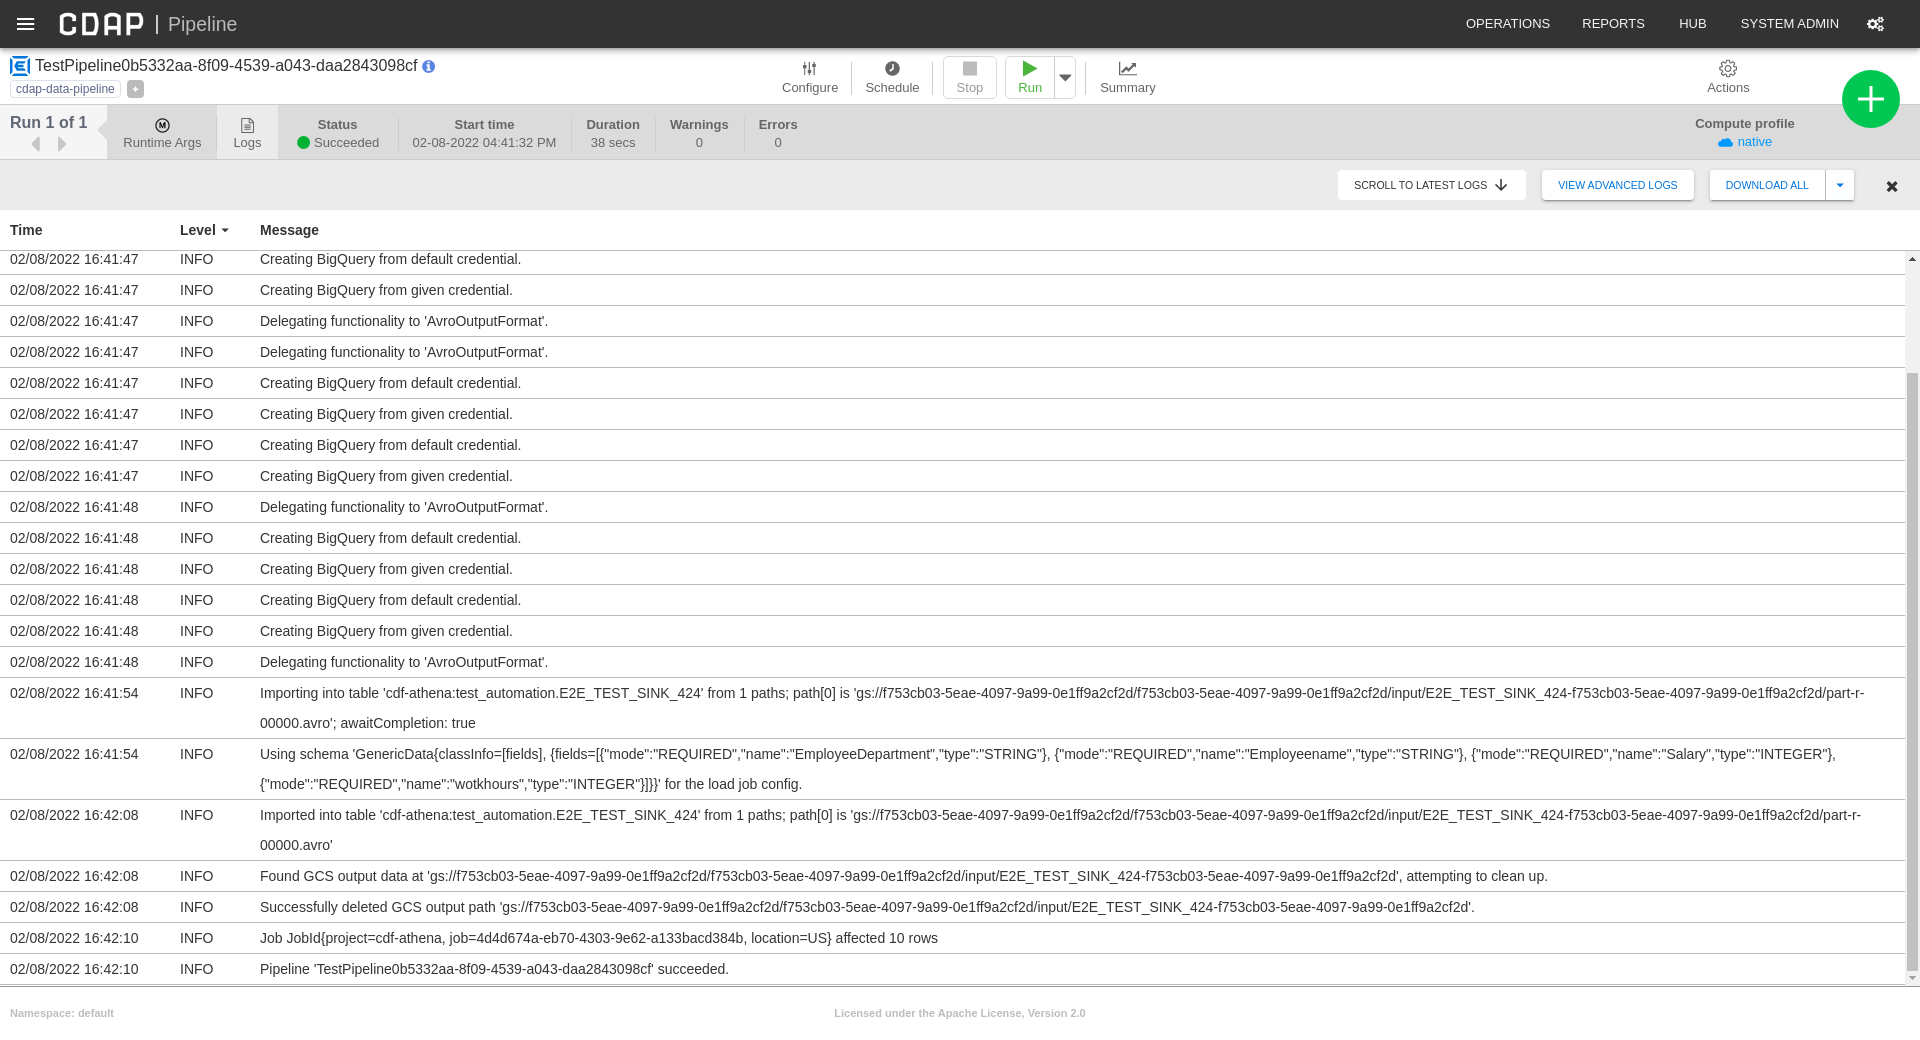 CDAP | Pipeline
OPERATIONS REPORTS HUB SYSTEM ADMIN
TestPipeline0b5332aa-8f09-4539-a043-daa2843098cf
cdap-data-pipeline +
Configure Schedule Stop Run Summary Actions
Run 1 of 1
Runtime Args Logs
Status Start time Duration Warnings Errors Compute profile
Succeeded 02-08-2022 04:41:32 PM 38 secs 0 0 native
SCROLL TO LATEST LOGS VIEW ADVANCED LOGS DOWNLOAD ALL
Time Level Message
02/08/2022 16:41:47 INFO Creating BigQuery from default credential.
02/08/2022 16:41:47 INFO Creating BigQuery from given credential.
02/08/2022 16:41:47 INFO Delegating functionality to 'AvroOutputFormat'.
02/08/2022 16:41:47 INFO Delegating functionality to 'AvroOutputFormat'.
02/08/2022 16:41:47 INFO Creating BigQuery from default credential.
02/08/2022 16:41:47 INFO Creating BigQuery from given credential.
02/08/2022 16:41:47 INFO Creating BigQuery from default credential.
02/08/2022 16:41:47 INFO Creating BigQuery from given credential.
02/08/2022 16:41:48 INFO Delegating functionality to 'AvroOutputFormat'.
02/08/2022 16:41:48 INFO Creating BigQuery from default credential.
02/08/2022 16:41:48 INFO Creating BigQuery from given credential.
02/08/2022 16:41:48 INFO Creating BigQuery from default credential.
02/08/2022 16:41:48 INFO Creating BigQuery from given credential.
02/08/2022 16:41:48 INFO Delegating functionality to 'AvroOutputFormat'.
02/08/2022 16:41:54 INFO Importing into table 'cdf-athena:test_automation.E2E_TEST_SINK_424' from 1 paths; path[0] is 'gs://f753cb03-5eae-4097-9a99-0e1ff9a2cf2d/f753cb03-5eae-4097-9a99-0e1ff9a2cf2d/input/E2E_TEST_SINK_424-f753cb03-5eae-4097-9a99-0e1ff9a2cf2d/part-r-
00000.avro'; awaitCompletion: true
02/08/2022 16:41:54 INFO Using schema 'GenericData{classInfo=[fields], {fields=[{"mode":"REQUIRED","name":"EmployeeDepartment","type":"STRING"}, {"mode":"REQUIRED","name":"Employeename","type":"STRING"}, {"mode":"REQUIRED","name":"Salary","type":"INTEGER"},
{"mode":"REQUIRED","name":"wotkhours","type":"INTEGER"}]}}' for the load job config.
02/08/2022 16:42:08 INFO Imported into table 'cdf-athena:test_automation.E2E_TEST_SINK_424' from 1 paths; path[0] is 'gs://f753cb03-5eae-4097-9a99-0e1ff9a2cf2d/f753cb03-5eae-4097-9a99-0e1ff9a2cf2d/input/E2E_TEST_SINK_424-f753cb03-5eae-4097-9a99-0e1ff9a2cf2d/part-r-
00000.avro'
02/08/2022 16:42:08 INFO Found GCS output data at 'gs://f753cb03-5eae-4097-9a99-0e1ff9a2cf2d/f753cb03-5eae-4097-9a99-0e1ff9a2cf2d/input/E2E_TEST_SINK_424-f753cb03-5eae-4097-9a99-0e1ff9a2cf2d', attempting to clean up.
02/08/2022 16:42:08 INFO Successfully deleted GCS output path 'gs://f753cb03-5eae-4097-9a99-0e1ff9a2cf2d/f753cb03-5eae-4097-9a99-0e1ff9a2cf2d/input/E2E_TEST_SINK_424-f753cb03-5eae-4097-9a99-0e1ff9a2cf2d'.
02/08/2022 16:42:10 INFO Job JobId{project=cdf-athena, job=4d4d674a-eb70-4303-9e62-a133bacd384b, location=US} affected 10 rows
02/08/2022 16:42:10 INFO Pipeline 'TestPipeline0b5332aa-8f09-4539-a043-daa2843098cf' succeeded.
Namespace: default Licensed under the Apache License, Version 2.0